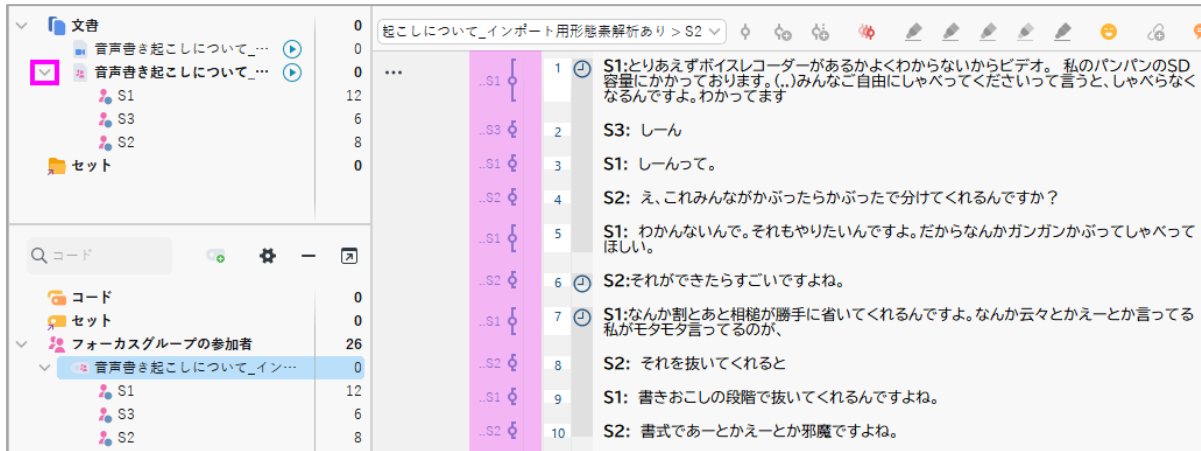 文書 0
音声書き起こしについて_… 0
音声書き起こしについて_… 0
S1 12
S3 6
S2 8
セット 0
コード
コード 0
セット 0
フォーカスグループの参加者 26
音声書き起こしについて_イン… 0
S1 12
S3 6
S2 8
起こしについて_インポート用形態素解析あり > S2
...S1 1 S1:とりあえずボイスレコーダーがあるかよくわからないからビデオ。 私のパンパンのSD
容量にかかっております。(..)みんなご自由にしゃべってくださいって言うと、しゃべらなく
なるんですよ。わかってます
...S3 2 S3: しーん
...S1 3 S1: しーんって。
...S2 4 S2: え、これみんながかぶったらかぶったで分けてくれるんですか？
...S1 5 S1: わかんないんで。それもやりたいんですよ。だからなんかガンガンかぶってしゃべって
ほしい。
...S2 6 S2:それができたらすごいですよね。
...S1 7 S1:なんか割とあと相槌が勝手に省いてくれるんですよ。なんか云々とかえーとか言ってる
私がモタモタ言ってるのが、
...S2 8 S2: それを抜いてくれると
...S1 9 S1: 書きおこしの段階で抜いてくれるんですよね。
...S2 10 S2: 書式であーとかえーとか邪魔ですよね。